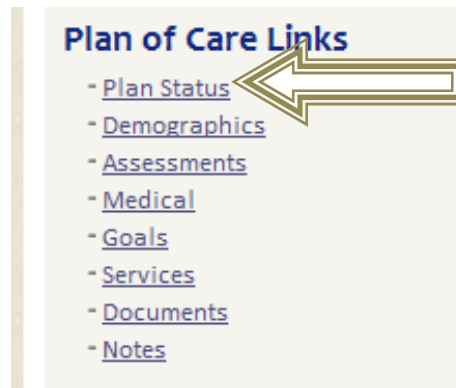 Plan of Care Links
- Plan Status
- Demographics
- Assessments
- Medical
- Goals
- Services
- Documents
- Notes